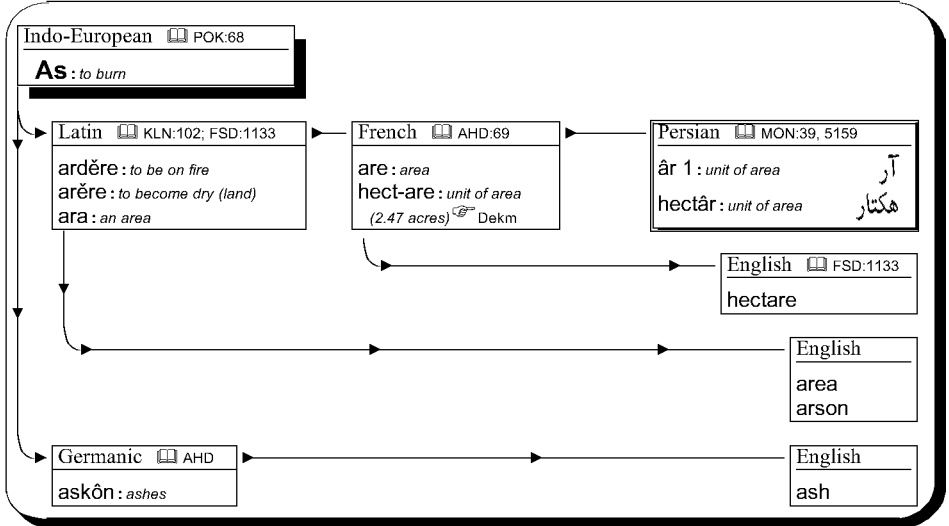 Indo-European POK:68
As : to burn
Latin KLN:102; FSD:1133
arděre : to be on fire
arěre : to become dry (land)
ara : an area
French AHD:69
are : area
hect-are : unit of area
(2.47 acres) Dekm
Persian MON:39, 5159
âr 1 : unit of area آر
hectâr : unit of area هکتار
English FSD:1133
hectare
English
area
arson
Germanic AHD
askôn : ashes
English
ash